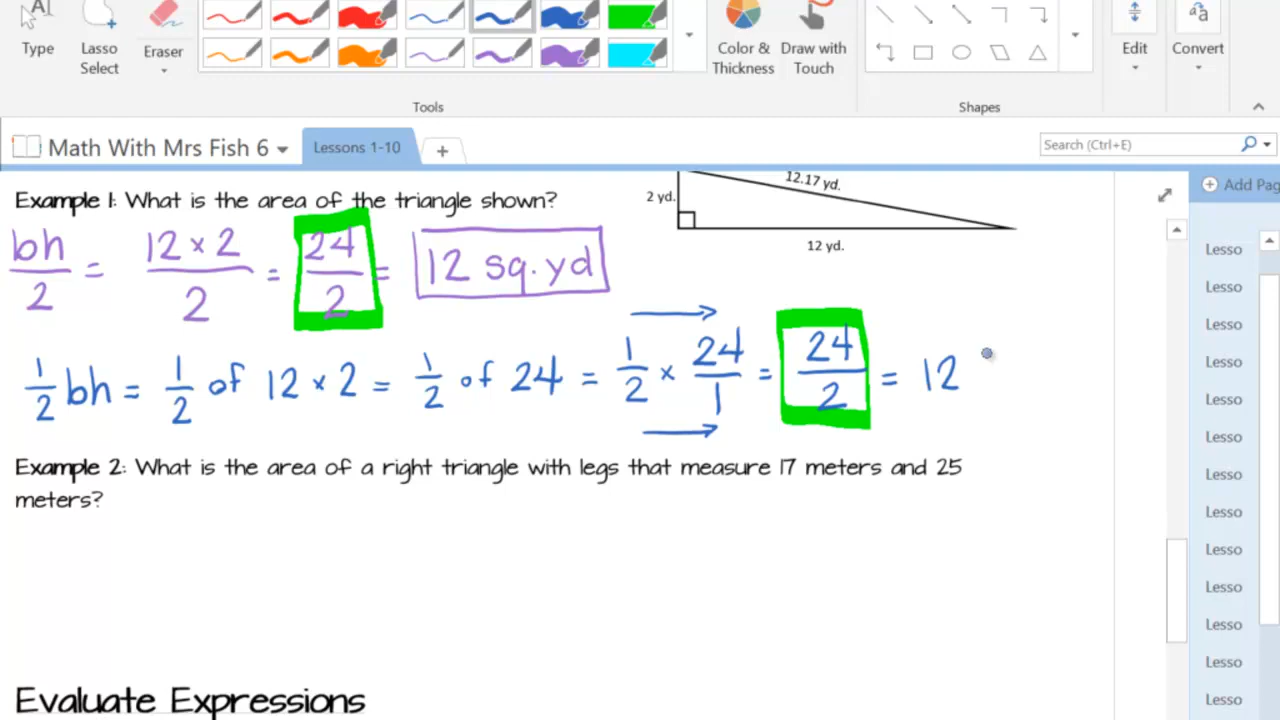 Type
Lasso Select
Eraser
Color & Thickness
Draw with Touch
Edit
Convert
Tools
Shapes
Math With Mrs Fish 6
Lessons 1-10
+
Search (Ctrl+E)
Add Pag
Example 1: What is the area of the triangle shown?
2 yd.
12.17 yd.
12 yd.
bh/2 = 12 × 2/2 = 24/2 = 12 sq. yd
1/2 bh = 1/2 of 12 × 2 = 1/2 of 24 = 1/2 × 24/1 = 24/2 = 12
Example 2: What is the area of a right triangle with legs that measure 17 meters and 25
meters?
Evaluate Expressions
Lesso
Lesso
Lesso
Lesso
Lesso
Lesso
Lesso
Lesso
Lesso
Lesso
Lesso
Lesso
Lesso